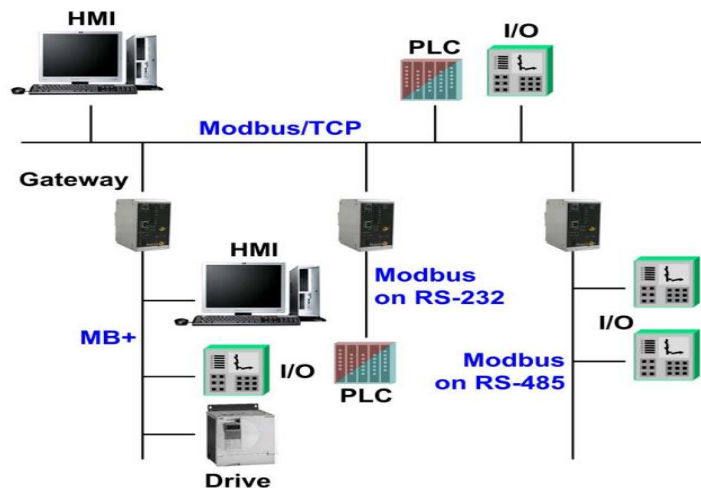 HMI
I/O
PLC
Modbus/TCP
Gateway
HMI
Modbus
on RS-232
MB+
I/O
I/O
Modbus
on RS-485
PLC
Drive